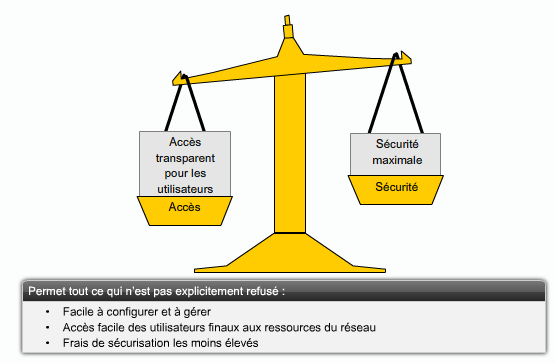 Accès
transparent
pour les
utilisateurs
Accès
Sécurité
maximale
Sécurité
Permet tout ce qui n'est pas explicitement refusé :
• Facile à configurer et à gérer
• Accès facile des utilisateurs finaux aux ressources du réseau
• Frais de sécurisation les moins élevés